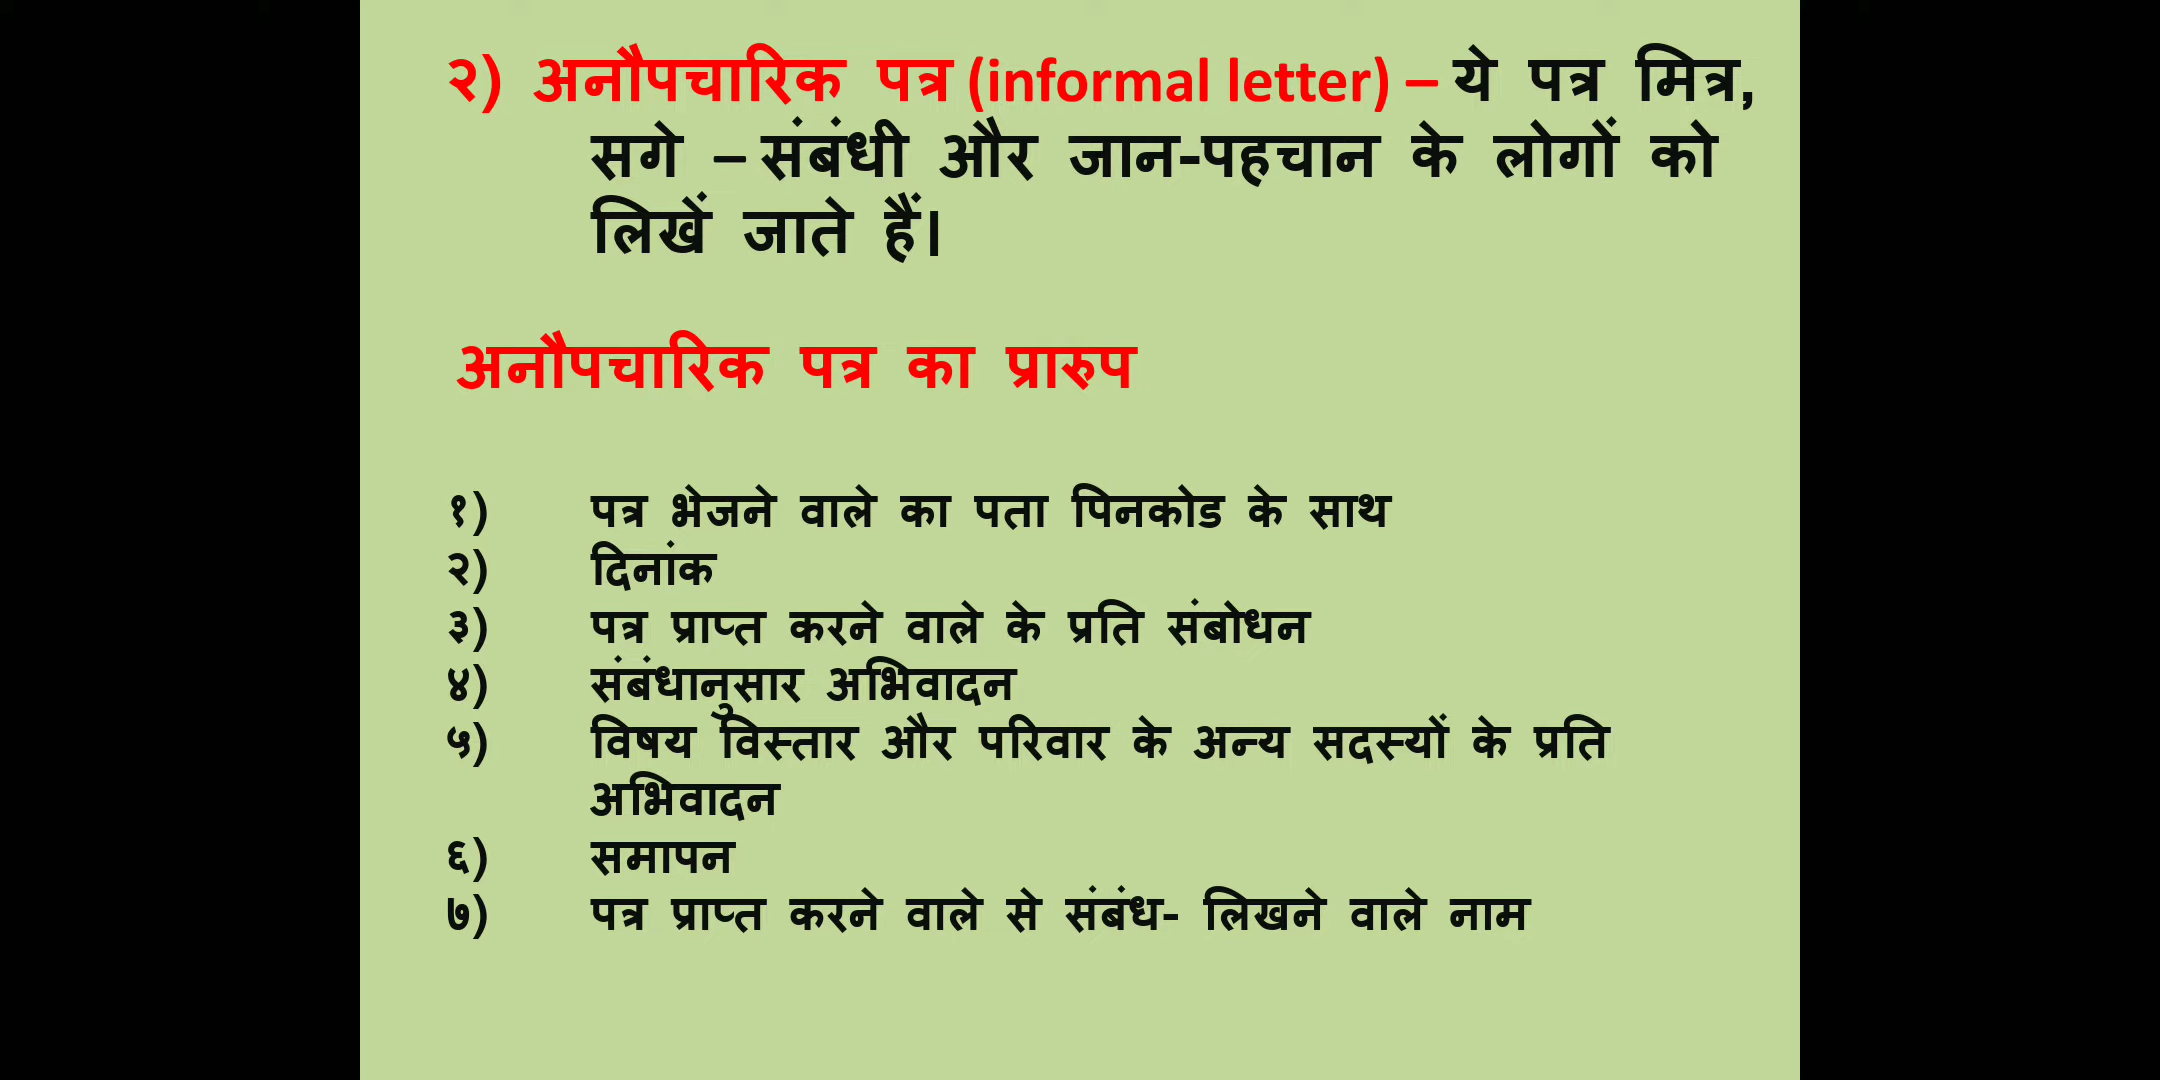 २) अनौपचारिक पत्र (informal letter) – ये पत्र मित्र,
सगे – संबंधी और जान-पहचान के लोगों को
लिखें जाते हैं।
अनौपचारिक पत्र का प्रारुप
१) पत्र भेजने वाले का पता पिनकोड के साथ
२) दिनांक
३) पत्र प्राप्त करने वाले के प्रति संबोधन
४) संबंधानुसार अभिवादन
५) विषय विस्तार और परिवार के अन्य सदस्यों के प्रति
अभिवादन
६) समापन
७) पत्र प्राप्त करने वाले से संबंध- लिखने वाले नाम